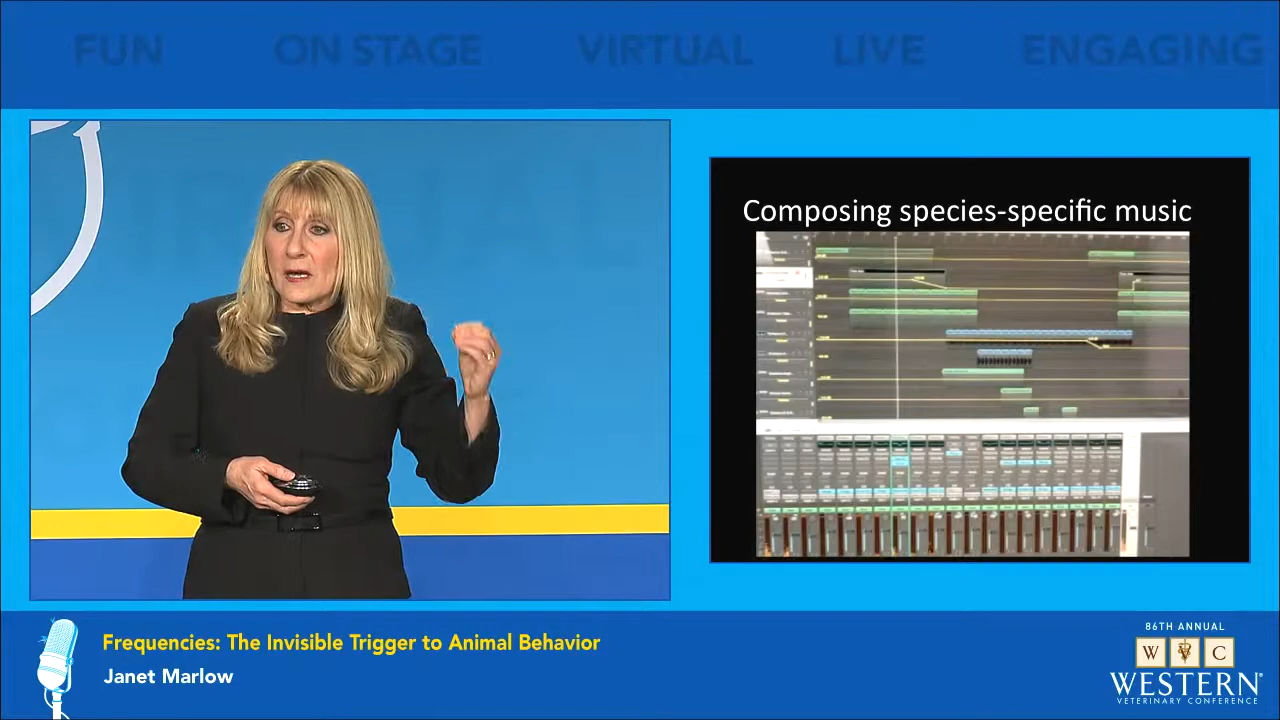 FUN ON STAGE VIRTUAL LIVE ENGAGING
Composing species-specific music
Frequencies: The Invisible Trigger to Animal Behavior
Janet Marlow
86TH ANNUAL
W V C
WESTERN®
VETERINARY CONFERENCE